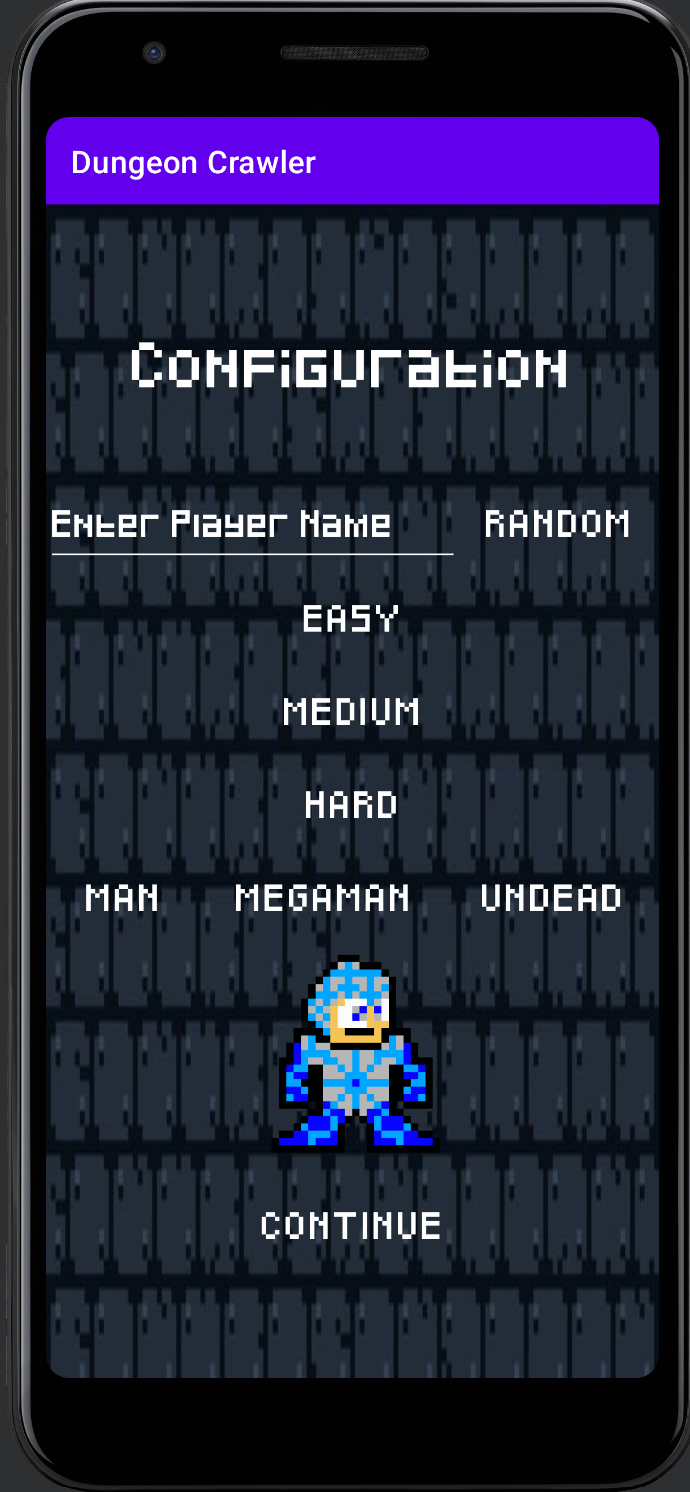 Dungeon Crawler
Configuration
Enter Player Name RANDOM
EASY
MEDIUM
HARD
MAN MEGAMAN UNDEAD
CONTINUE